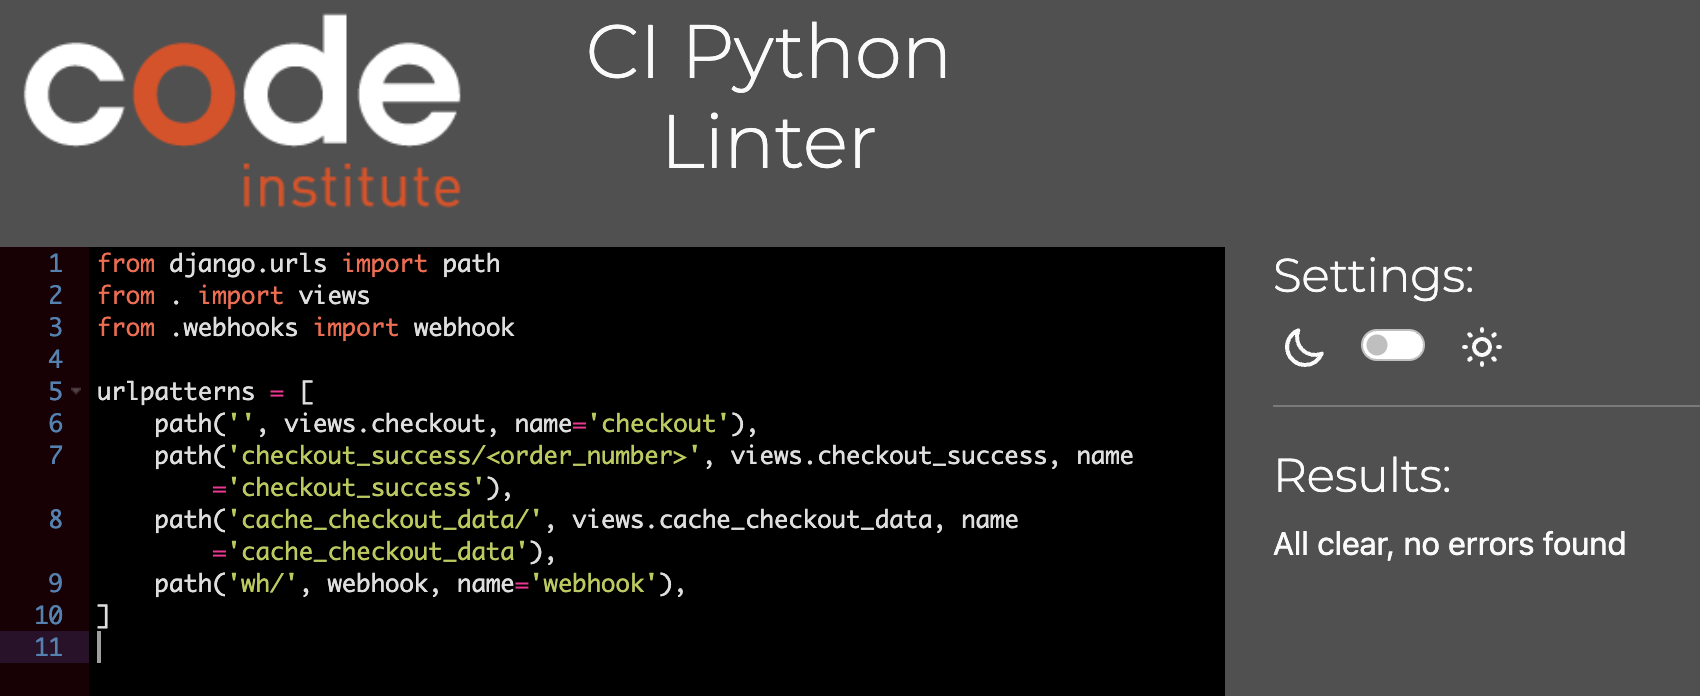 code
institute
CI Python
Linter
1 from django.urls import path
2 from . import views
3 from .webhooks import webhook
4
5 urlpatterns = [
6     path('', views.checkout, name='checkout'),
7     path('checkout_success/<order_number>', views.checkout_success, name
        ='checkout_success'),
8     path('cache_checkout_data/', views.cache_checkout_data, name
        ='cache_checkout_data'),
9     path('wh/', webhook, name='webhook'),
10 ]
11
Settings:
Results:
All clear, no errors found